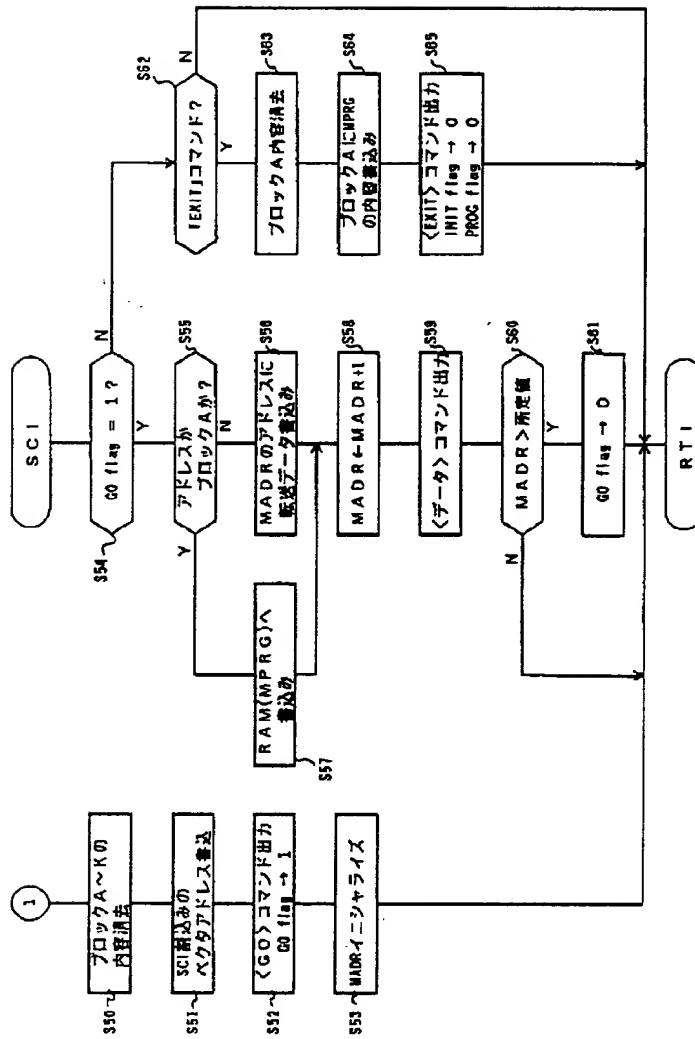 1
ブロックA~Kの
内容消去
S50
SCI割込みの
ベクタアドレス書込
S51
〈GO〉コマンド出力
GO flag → 1
S52
MADRイニシャライズ
S53
SCI
GO flag = 1?
S54
N
Y
アドレスが
ブロックAか?
S55
Y
N
MADRのアドレスに
転送データ書込み
S56
RAM(MPRG)へ
書込み
S57
MADR←MADR+1
S58
〈データ〉コマンド出力
S59
MADR>所定値
S60
N
Y
GO flag → 0
S61
RTI
「EXIT」コマンド?
S62
N
Y
ブロックA内容消去
S63
ブロックAにMPRG
の内容書込み
S64
〈EXIT〉コマンド出力
INIT flag → 0
PROG flag → 0
S65